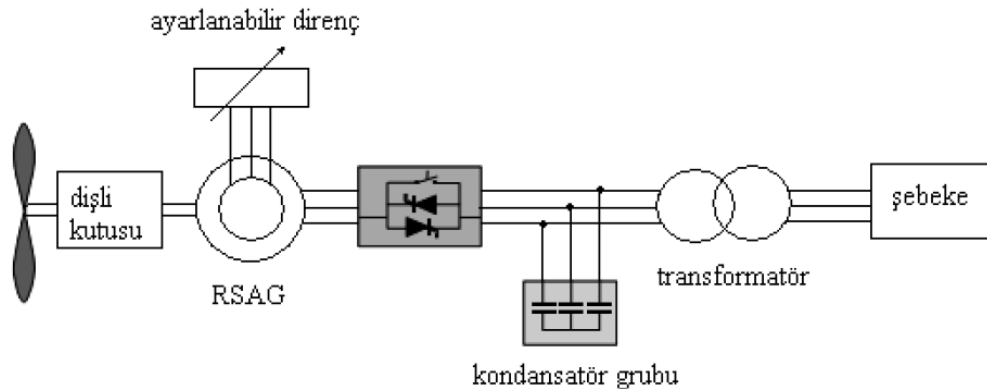 ayarlanabilir direnç
dişli
kutusu
RSAG
transformatör
şebeke
kondansatör grubu